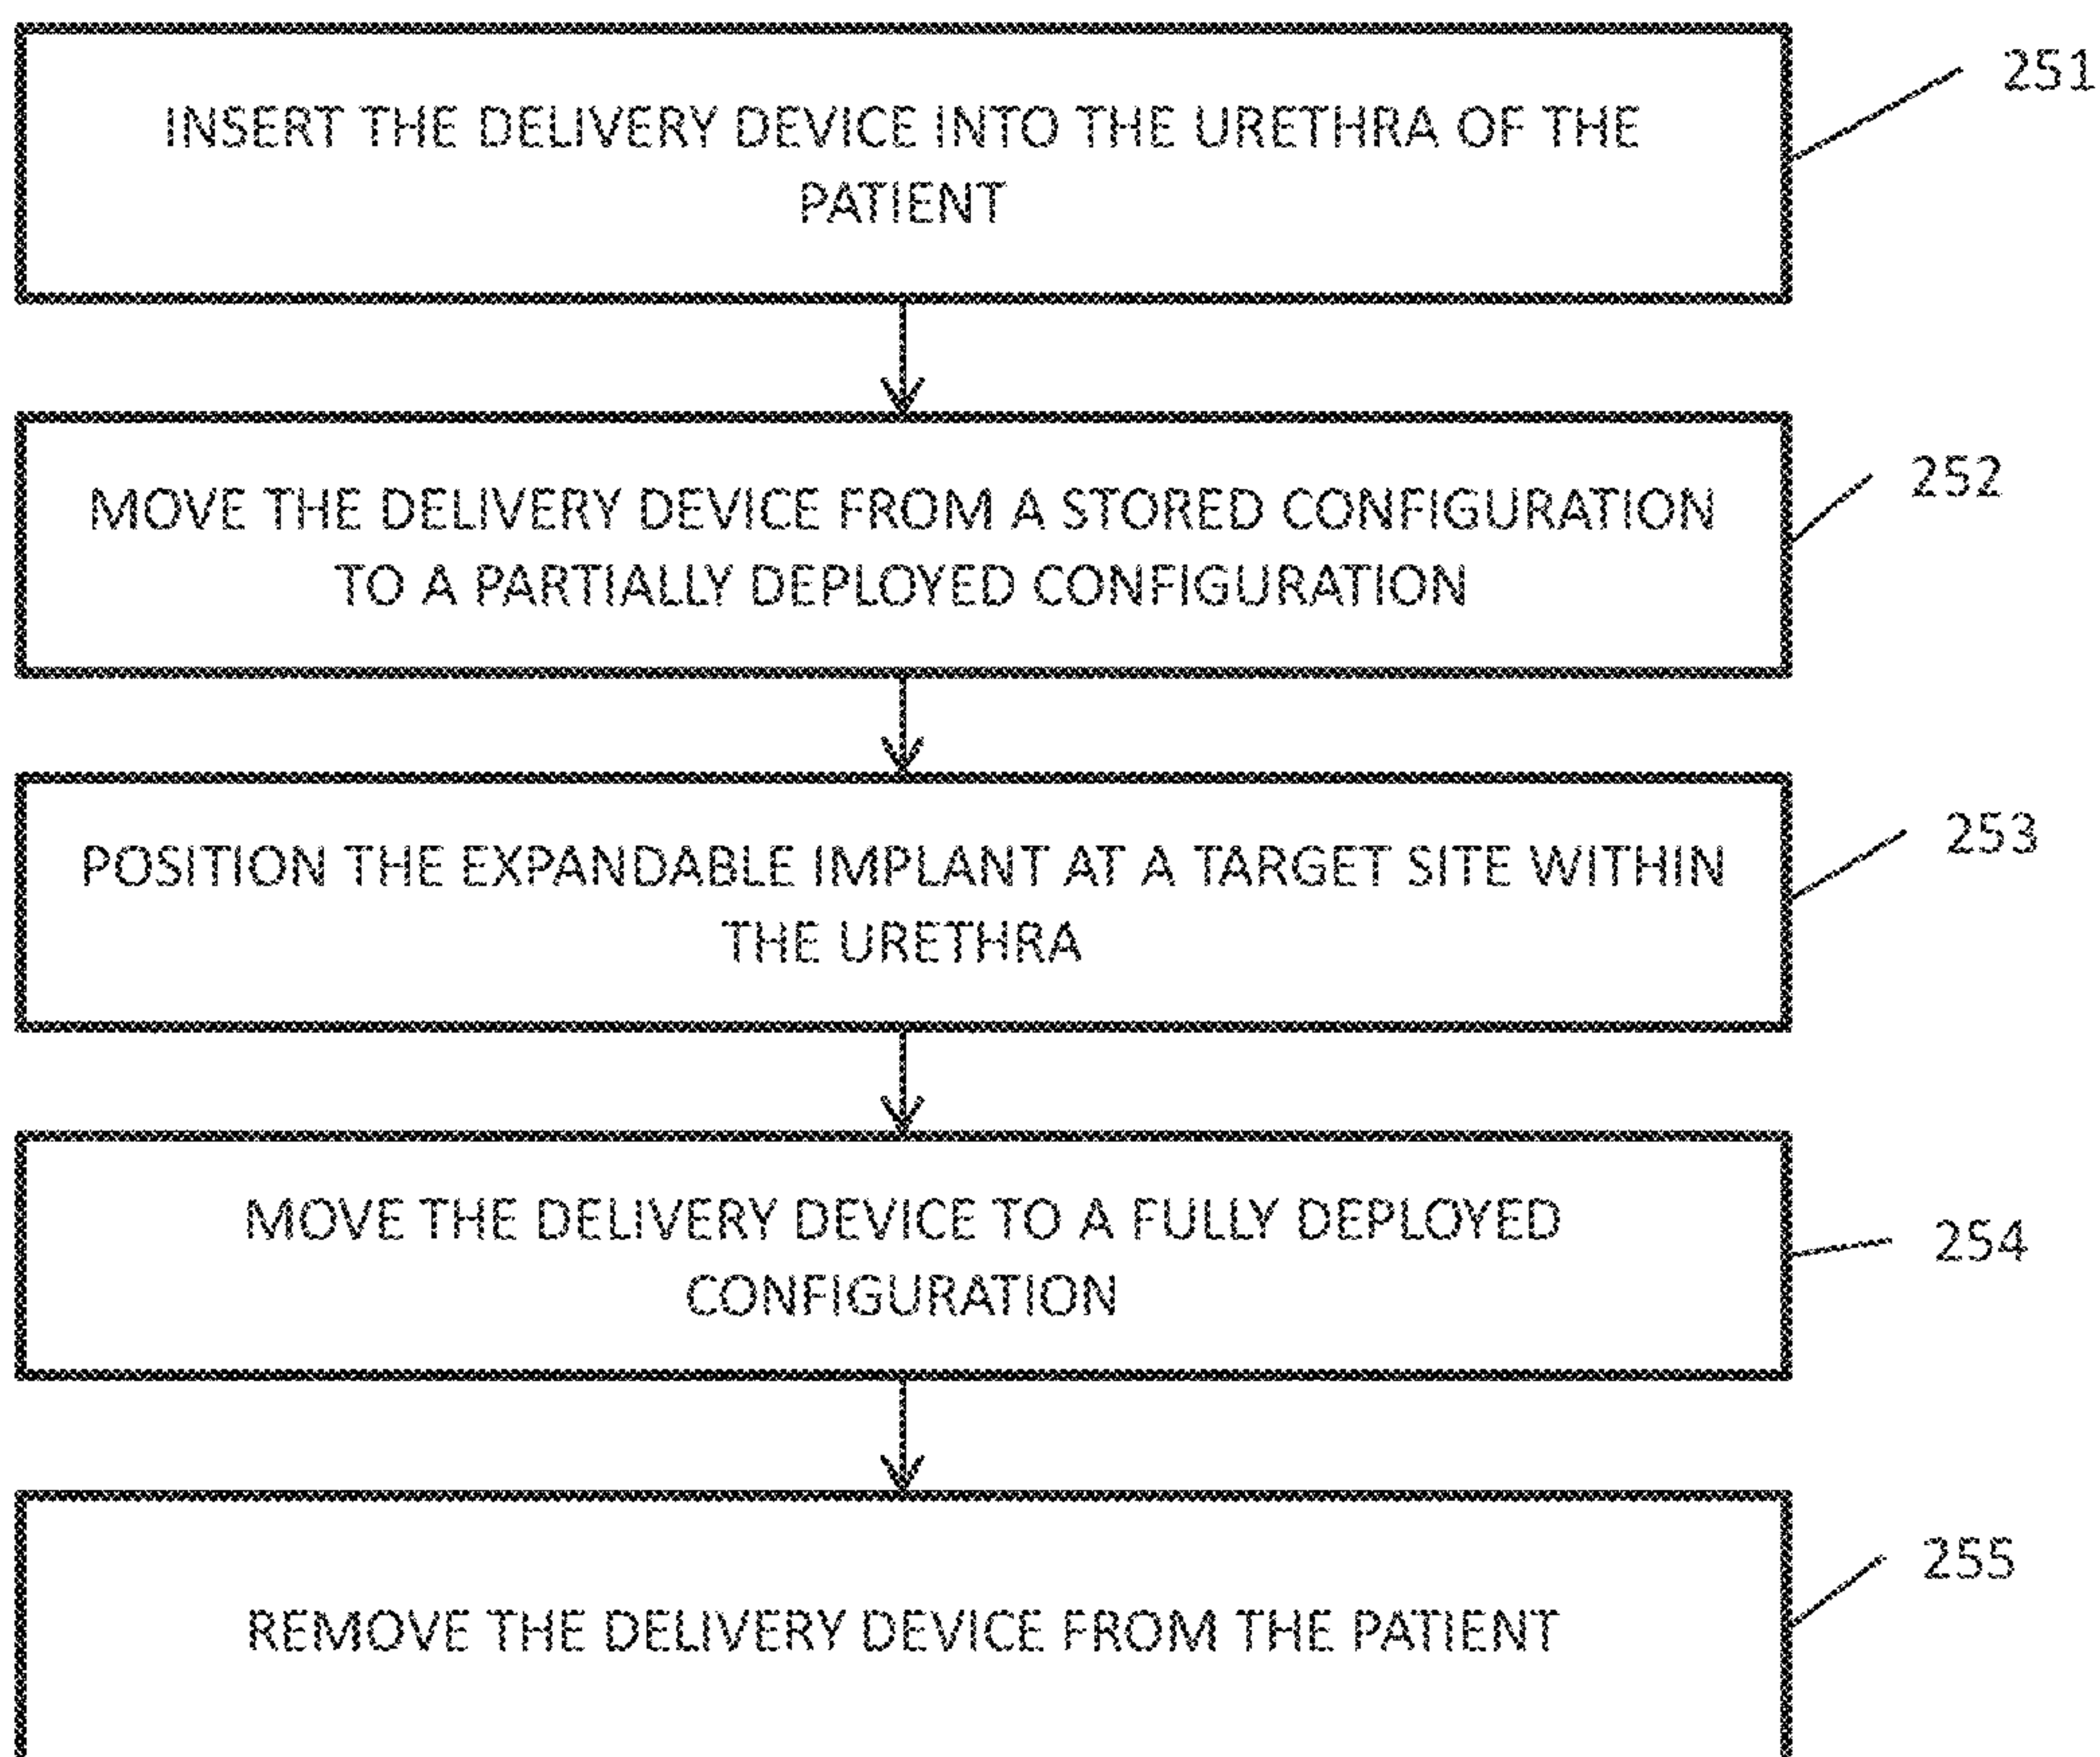 251
INSERT THE DELIVERY DEVICE INTO THE URETHRA OF THE
PATIENT
252
MOVE THE DELIVERY DEVICE FROM A STORED CONFIGURATION
TO A PARTIALLY DEPLOYED CONFIGURATION
253
POSITION THE EXPANDABLE IMPLANT AT A TARGET SITE WITHIN
THE URETHRA
254
MOVE THE DELIVERY DEVICE TO A FULLY DEPLOYED
CONFIGURATION
255
REMOVE THE DELIVERY DEVICE FROM THE PATIENT